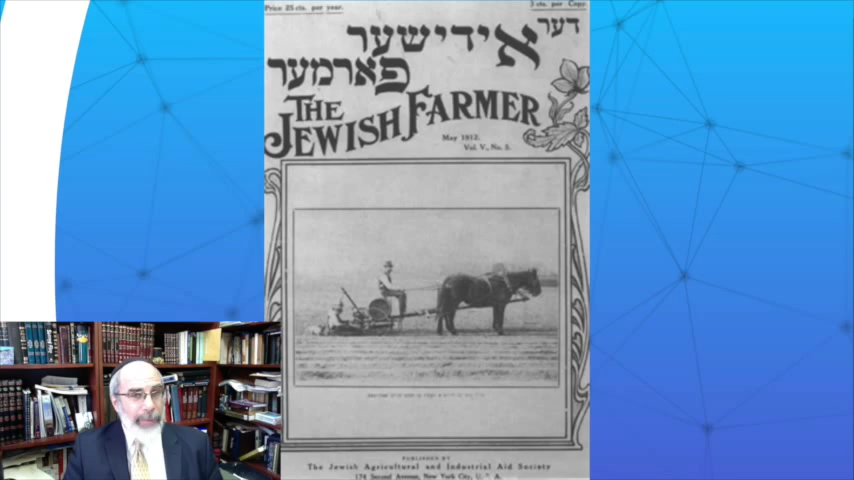 Price 25 cts. per year.
3 cts. per Copy.
דער
אידישער
פארמער
THE
JEWISH FARMER
May 1912.
Vol. V., No. 5.
PUBLISHED BY
The Jewish Agricultural and Industrial Aid Society
174 Second Avenue, New York City, U. S. A.